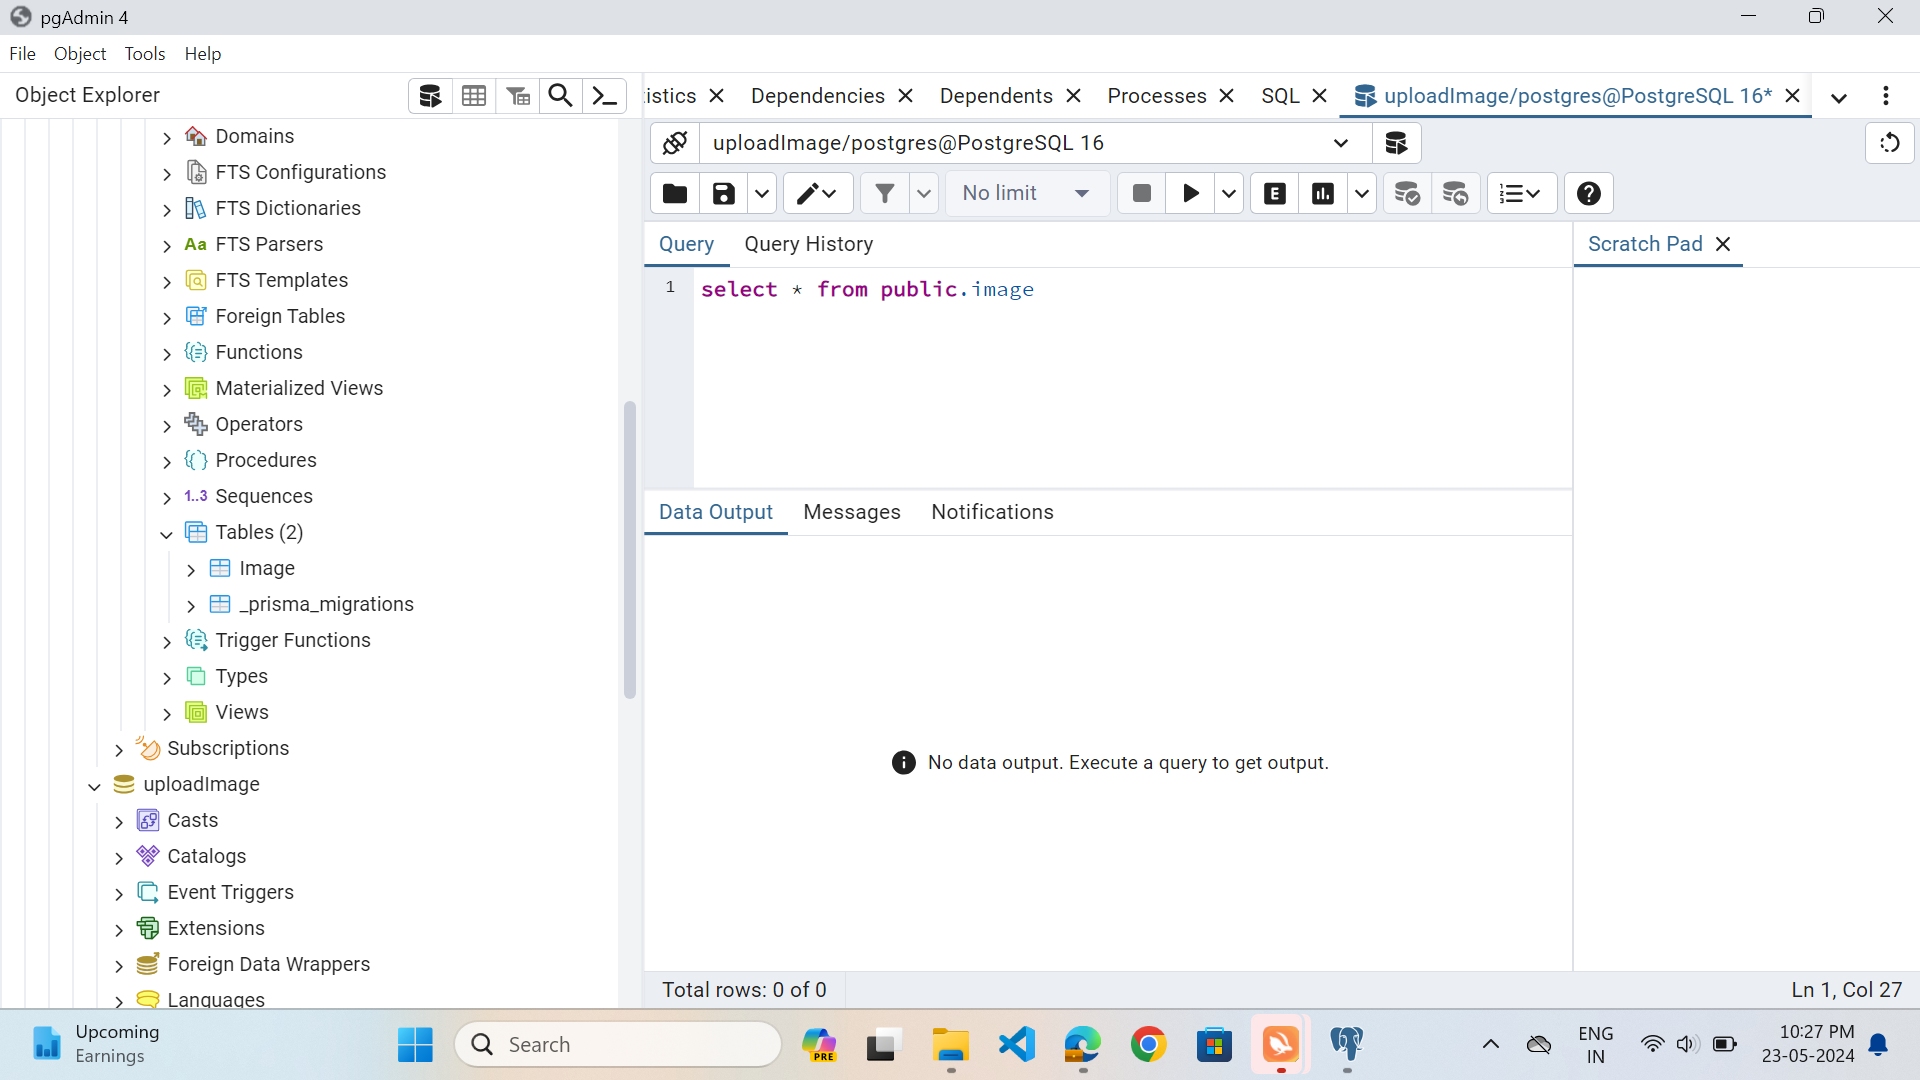 pgAdmin 4
File Object Tools Help
Object Explorer
istics Dependencies Dependents Processes SQL uploadImage/postgres@PostgreSQL 16*
uploadImage/postgres@PostgreSQL 16
No limit
E
Query Query History
Scratch Pad
1 select * from public.image
Data Output Messages Notifications
No data output. Execute a query to get output.
Total rows: 0 of 0
Ln 1, Col 27
Domains
FTS Configurations
FTS Dictionaries
Aa FTS Parsers
FTS Templates
Foreign Tables
Functions
Materialized Views
Operators
Procedures
1..3 Sequences
Tables (2)
Image
_prisma_migrations
Trigger Functions
Types
Views
Subscriptions
uploadImage
Casts
Catalogs
Event Triggers
Extensions
Foreign Data Wrappers
Languages
Upcoming
Earnings
Search
PRE
ENG
IN
10:27 PM
23-05-2024